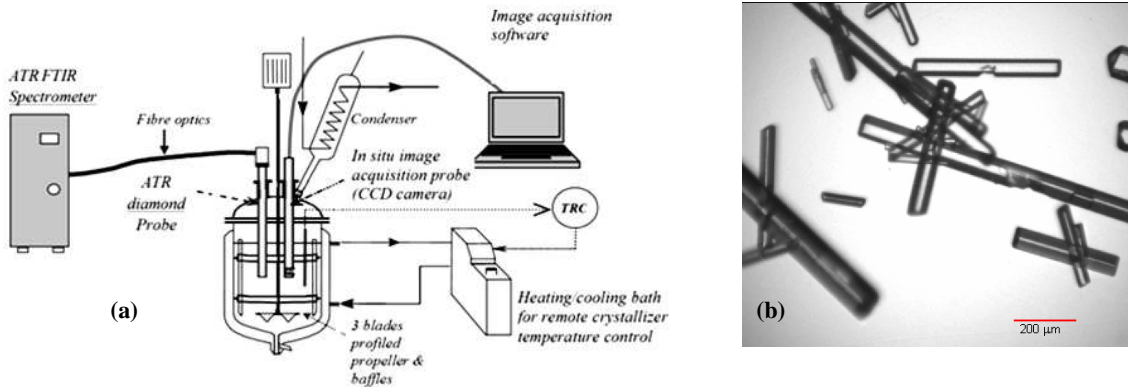 Image acquisition
software
ATR FTIR
Spectrometer
Fibre optics
Condenser
In situ image
acquisition probe
(CCD camera)
ATR
diamond
Probe
TRC
(a)
3 blades
profiled
propeller &
baffles
Heating/cooling bath
for remote crystallizer
temperature control
(b)
200 µm